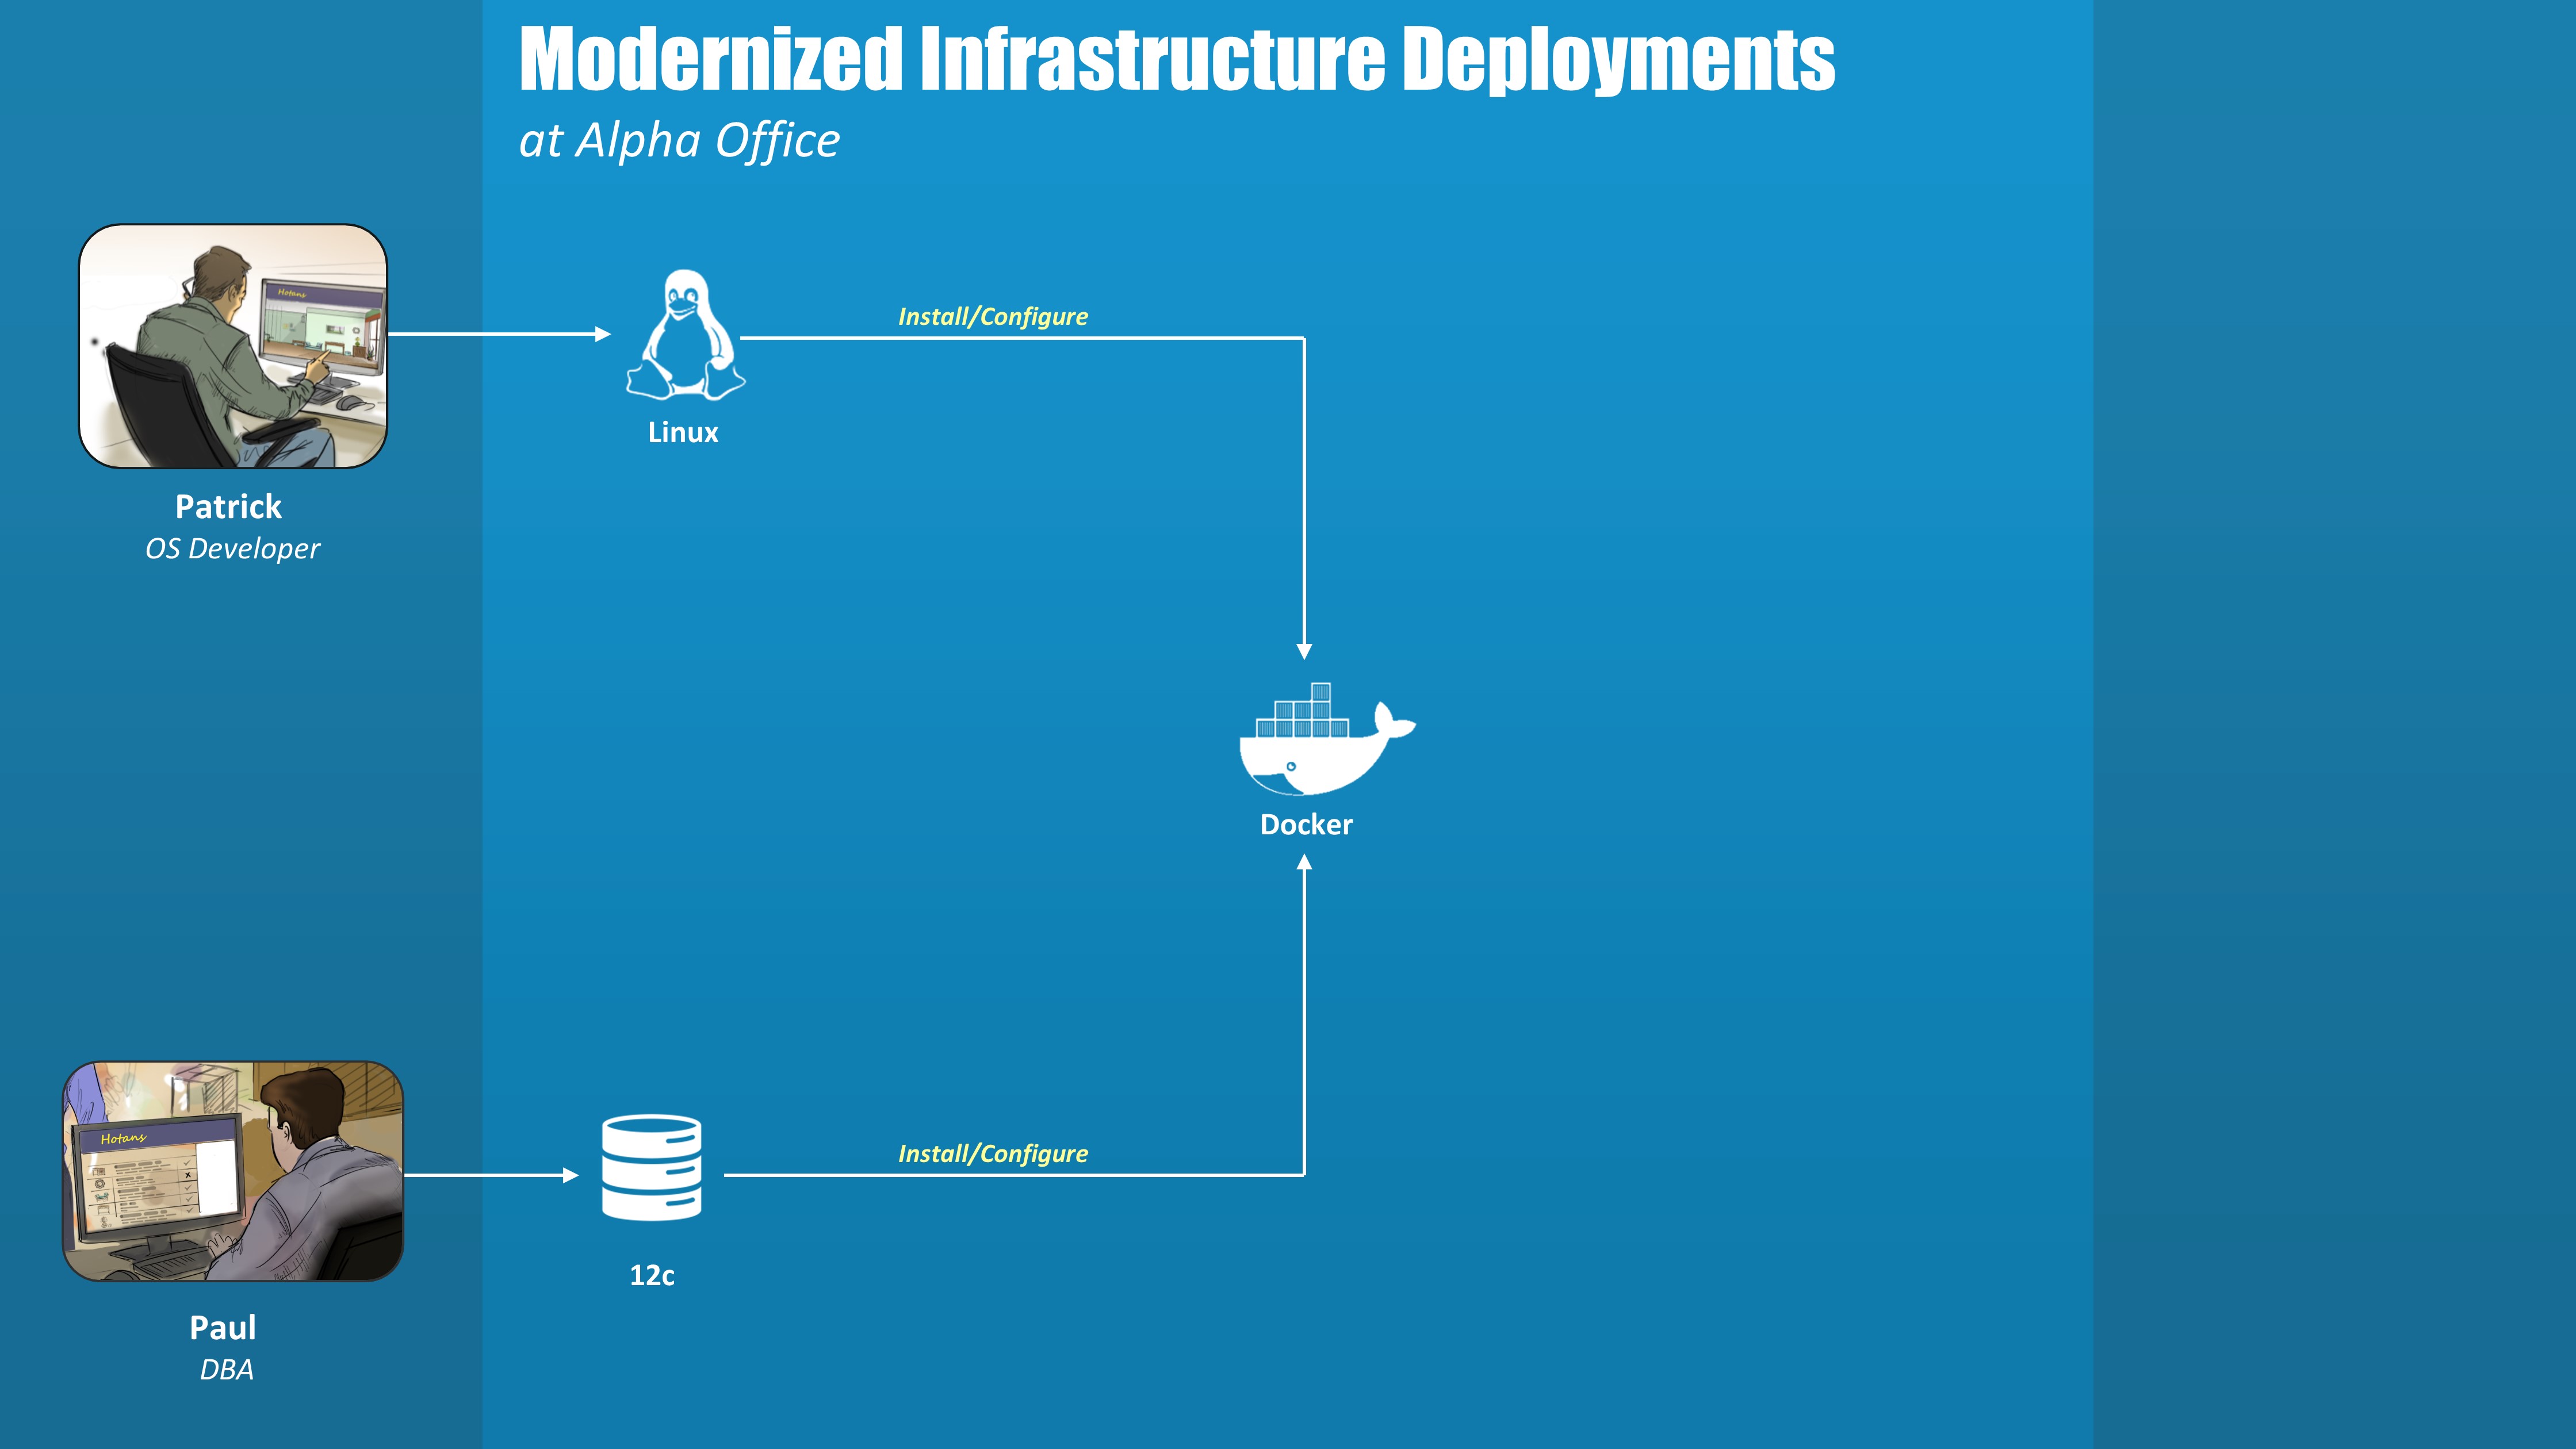 Modernized Infrastructure Deployments
at Alpha Office
Hotans
Install/Configure
Linux
Patrick
OS Developer
Docker
Hotans
Install/Configure
12c
Paul
DBA